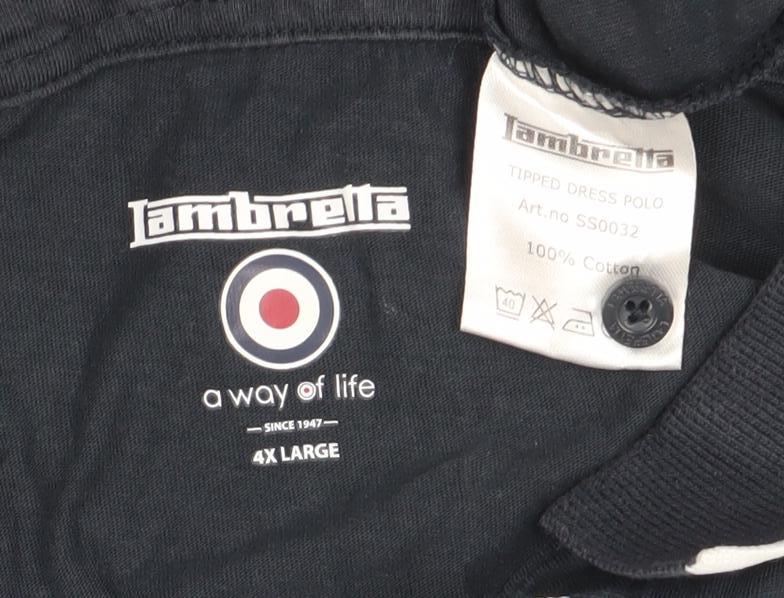 Lambretta
a way of life
SINCE 1947
4X LARGE
Lambretta
TIPPED DRESS POLO
Art.no SS0032
100% Cotton
40